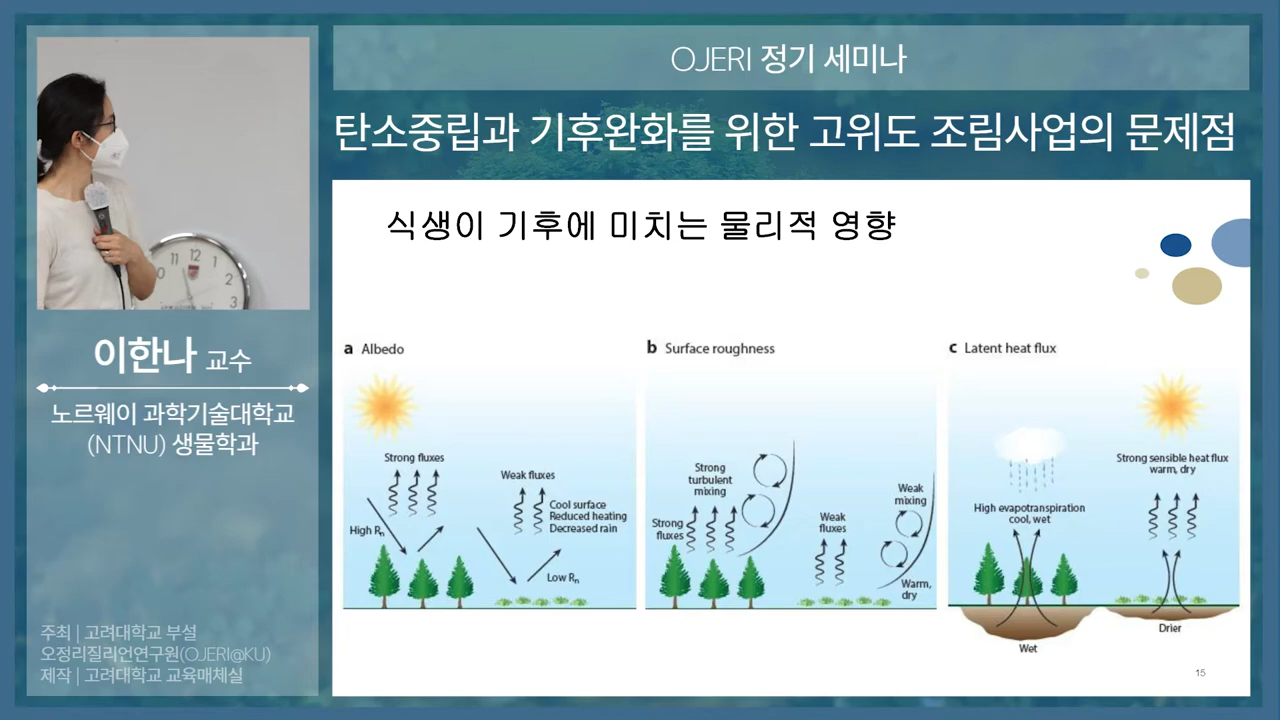 OJERI 정기 세미나
탄소중립과 기후완화를 위한 고위도 조림사업의 문제점
11 12 1
2
3
이한나 교수
노르웨이 과학기술대학교
(NTNU) 생물학과
주최 | 고려대학교 부설
오정리질리언연구원(OJERI@KU)
제작 | 고려대학교 교육매체실
식생이 기후에 미치는 물리적 영향
a Albedo
Strong fluxes
High Rn
Weak fluxes
Cool surface
Reduced heating
Decreased rain
Low Rn
b Surface roughness
Strong
turbulent
mixing
Strong
fluxes
Weak
fluxes
Weak
mixing
Warm,
dry
c Latent heat flux
High evapotranspiration
cool, wet
Wet
Strong sensible heat flux
warm, dry
Drier
15